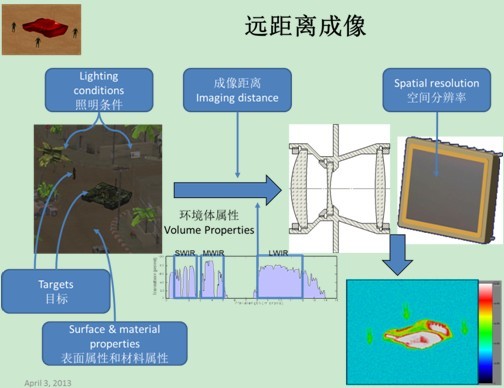 远距离成像
Lighting
conditions
照明条件
成像距离
Imaging distance
Spatial resolution
空间分辨率
环境体属性
Volume Properties
SWIR
MWIR
LWIR
Targets
目标
Surface & material
properties
表面属性和材料属性
April 3, 2013